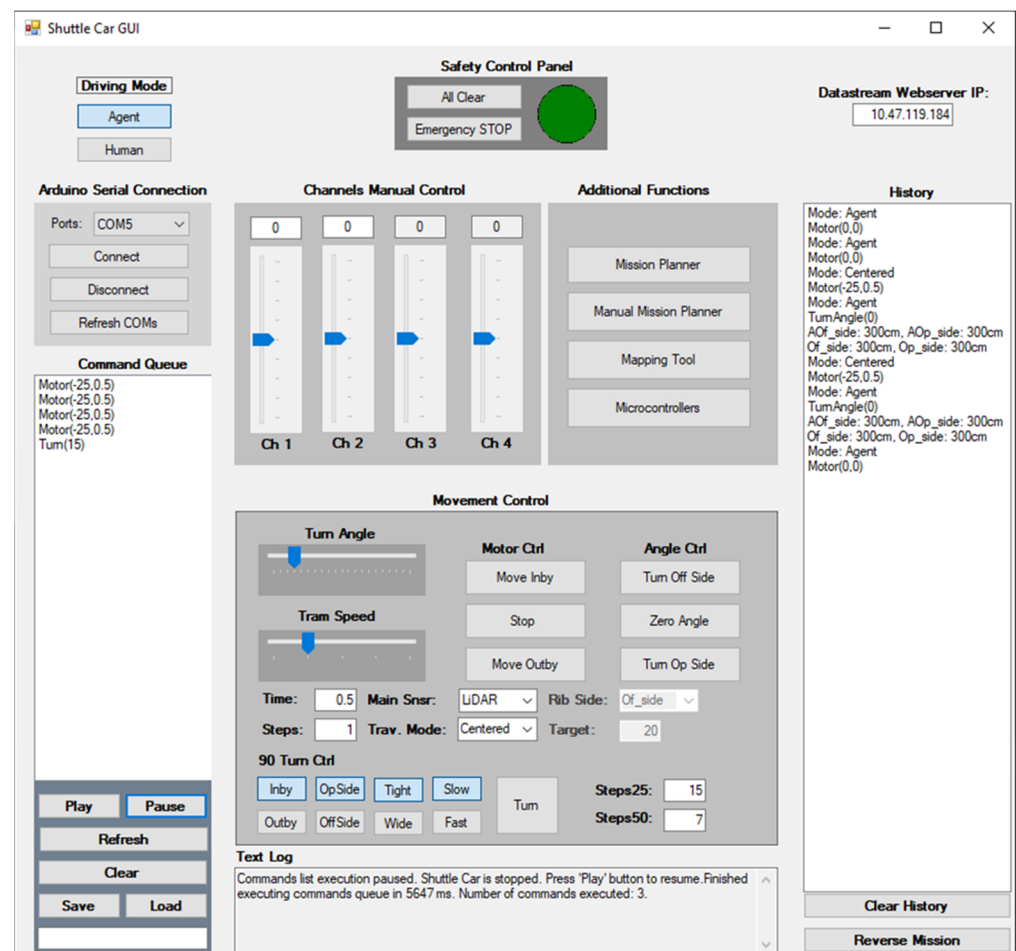 Shuttle Car GUI
Driving Mode
Agent
Human
Safety Control Panel
All Clear
Emergency STOP
Datastream Webserver IP:
10.47.119.184
Arduino Serial Connection
Ports: COM5
Connect
Disconnect
Refresh COMs
Command Queue
Motor(-25,0.5)
Motor(-25,0.5)
Motor(-25,0.5)
Motor(-25,0.5)
Turn(15)
Play Pause
Refresh
Clear
Save Load
Channels Manual Control
0 0 0 0
Ch 1 Ch 2 Ch 3 Ch 4
Additional Functions
Mission Planner
Manual Mission Planner
Mapping Tool
Microcontrollers
Movement Control
Turn Angle
Tram Speed
Motor Ctrl
Move Inby
Stop
Move Outby
Angle Ctrl
Turn Off Side
Zero Angle
Turn Op Side
Time: 0.5 Main Snsr: LiDAR Rib Side: Of_side
Steps: 1 Trav. Mode: Centered Target: 20
90 Turn Ctrl
Inby OpSide Tight Slow
Outby OffSide Wide Fast
Turn
Steps25: 15
Steps50: 7
Text Log
Commands list execution paused. Shuttle Car is stopped. Press 'Play' button to resume.Finished
executing commands queue in 5647 ms. Number of commands executed: 3.
History
Mode: Agent
Motor(0,0)
Mode: Agent
Motor(0,0)
Mode: Centered
Motor(-25,0.5)
Mode: Agent
TurnAngle(0)
AOf_side: 300cm, AOp_side: 300cm
Of_side: 300cm, Op_side: 300cm
Mode: Centered
Motor(-25,0.5)
Mode: Agent
TurnAngle(0)
AOf_side: 300cm, AOp_side: 300cm
Of_side: 300cm, Op_side: 300cm
Mode: Agent
Motor(0,0)
Clear History
Reverse Mission